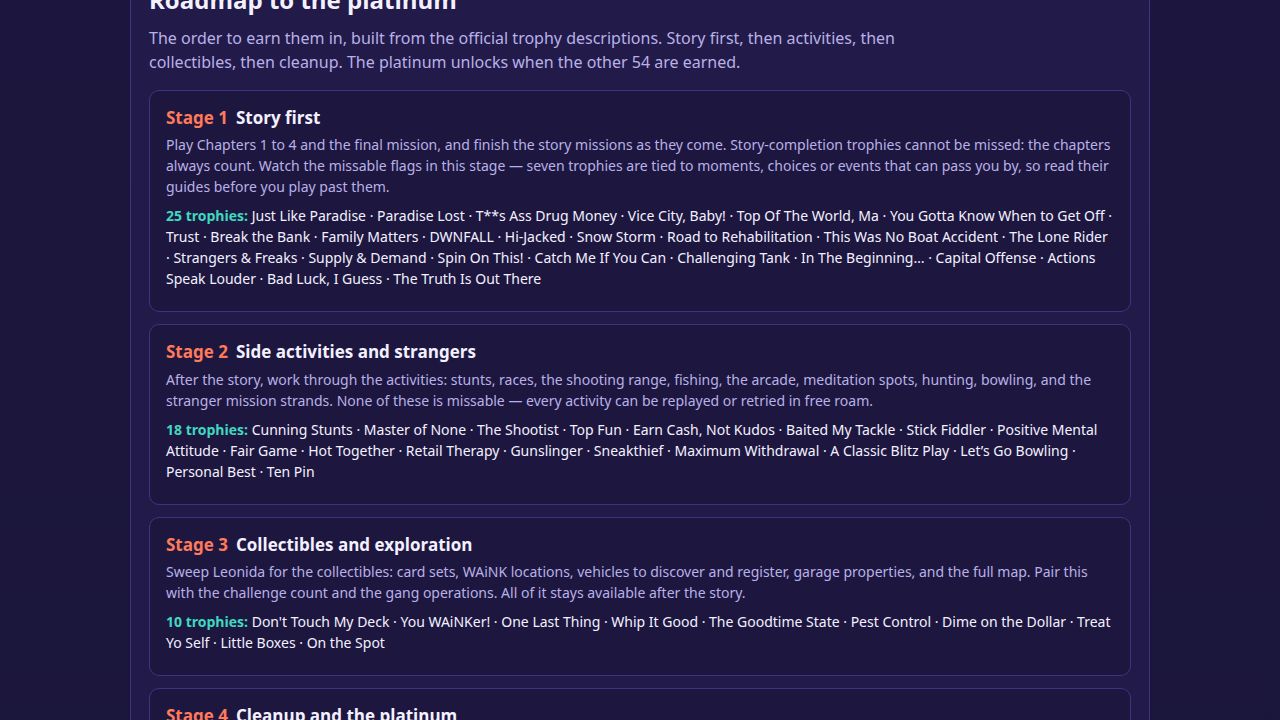 Roadmap to the platinum
The order to earn them in, built from the official trophy descriptions. Story first, then activities, then
collectibles, then cleanup. The platinum unlocks when the other 54 are earned.
Stage 1 Story first
Play Chapters 1 to 4 and the final mission, and finish the story missions as they come. Story-completion trophies cannot be missed: the chapters
always count. Watch the missable flags in this stage — seven trophies are tied to moments, choices or events that can pass you by, so read their
guides before you play past them.
25 trophies: Just Like Paradise · Paradise Lost · T**s Ass Drug Money · Vice City, Baby! · Top Of The World, Ma · You Gotta Know When to Get Off ·
Trust · Break the Bank · Family Matters · DWNFALL · Hi-Jacked · Snow Storm · Road to Rehabilitation · This Was No Boat Accident · The Lone Rider
· Strangers & Freaks · Supply & Demand · Spin On This! · Catch Me If You Can · Challenging Tank · In The Beginning... · Capital Offense · Actions
Speak Louder · Bad Luck, I Guess · The Truth Is Out There
Stage 2 Side activities and strangers
After the story, work through the activities: stunts, races, the shooting range, fishing, the arcade, meditation spots, hunting, bowling, and the
stranger mission strands. None of these is missable — every activity can be replayed or retried in free roam.
18 trophies: Cunning Stunts · Master of None · The Shootist · Top Fun · Earn Cash, Not Kudos · Baited My Tackle · Stick Fiddler · Positive Mental
Attitude · Fair Game · Hot Together · Retail Therapy · Gunslinger · Sneakthief · Maximum Withdrawal · A Classic Blitz Play · Let’s Go Bowling ·
Personal Best · Ten Pin
Stage 3 Collectibles and exploration
Sweep Leonida for the collectibles: card sets, WAiNK locations, vehicles to discover and register, garage properties, and the full map. Pair this
with the challenge count and the gang operations. All of it stays available after the story.
10 trophies: Don't Touch My Deck · You WAiNKer! · One Last Thing · Whip It Good · The Goodtime State · Pest Control · Dime on the Dollar · Treat
Yo Self · Little Boxes · On the Spot
Stage 4 Cleanup and the platinum